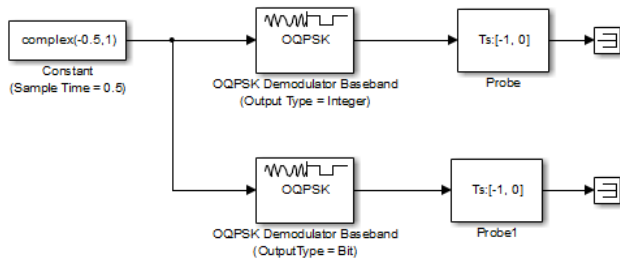 complex(-0.5,1)
Constant
(Sample Time = 0.5)
OQPSK
OQPSK Demodulator Baseband
(Output Type = Integer)
Ts:[-1, 0]
Probe
OQPSK
OQPSK Demodulator Baseband
(OutputType = Bit)
Ts:[-1, 0]
Probe1